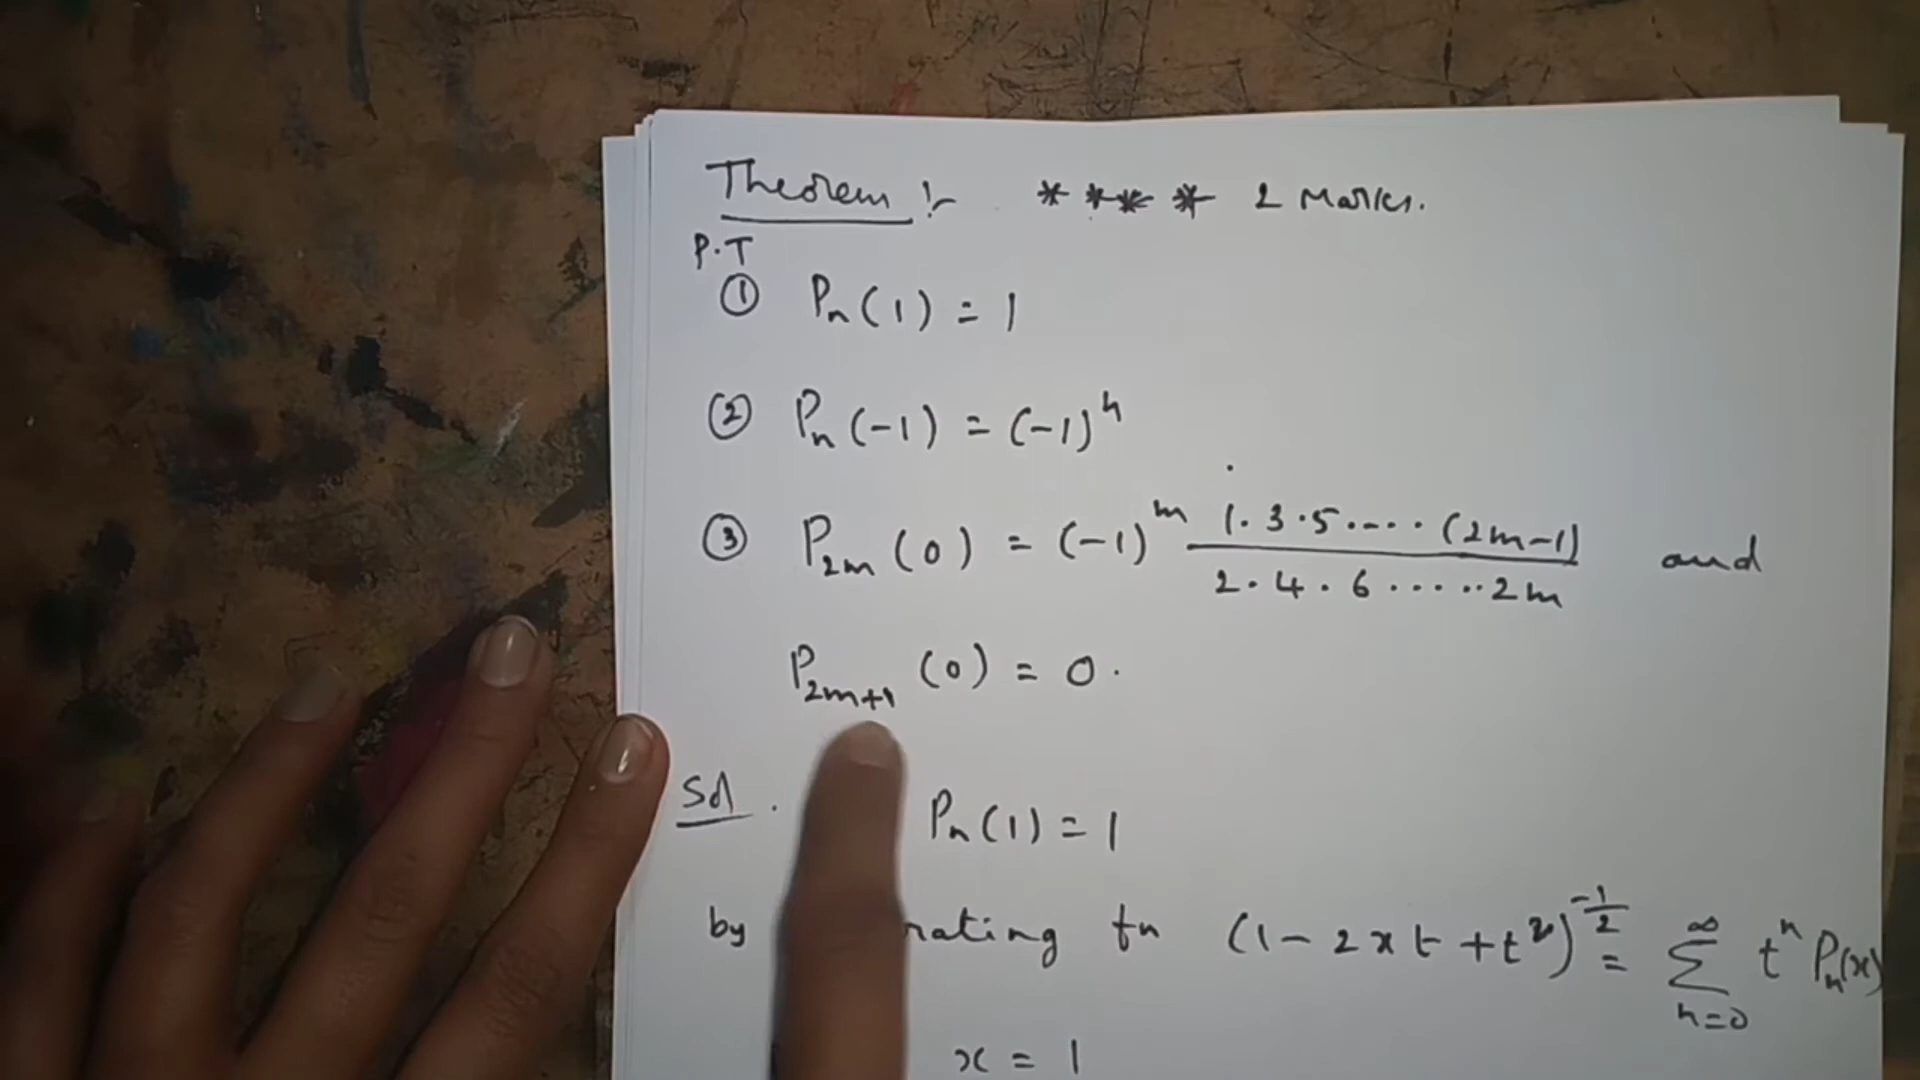 Theorem :- * * * * 2 Marks.
P.T
① Pₙ(1) = 1
② Pₙ(-1) = (-1)ⁿ
③ P₂ₘ(0) = (-1)ᵐ (1·3·5·---·(2m-1))/(2·4·6·····2m) and
P₂ₘ₊₁(0) = 0.
Sol. Pₙ(1) = 1
by rating fn (1 - 2xt + t²)^(-1/2) = ∑_{n=0}^{∞} tⁿ Pₙ(x)
x = 1